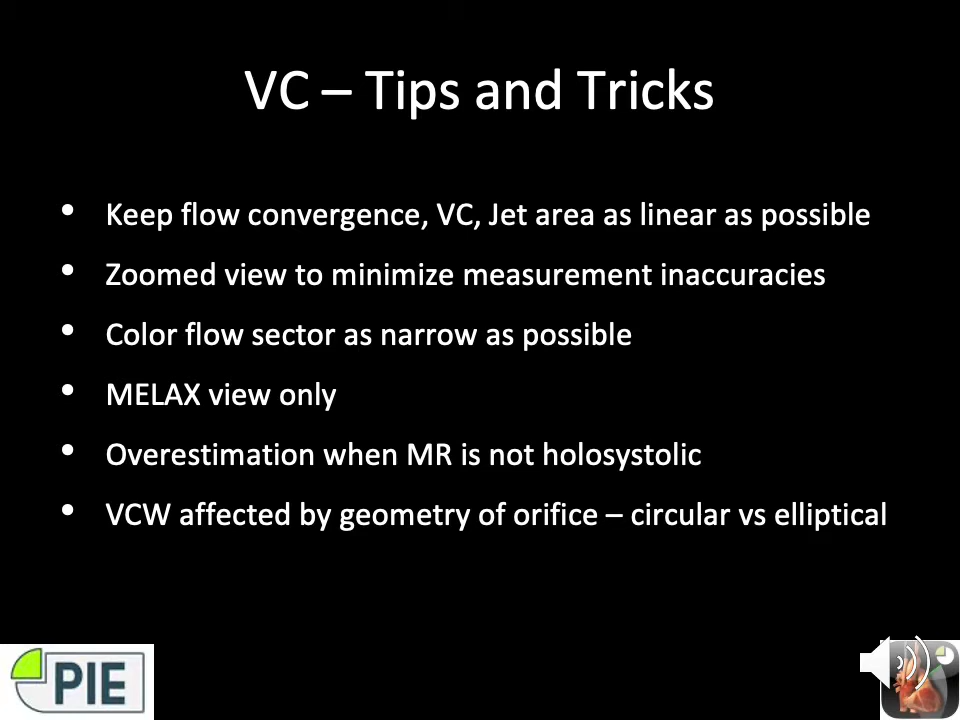 VC – Tips and Tricks
• Keep flow convergence, VC, Jet area as linear as possible
• Zoomed view to minimize measurement inaccuracies
• Color flow sector as narrow as possible
• MELAX view only
• Overestimation when MR is not holosystolic
• VCW affected by geometry of orifice – circular vs elliptical
PIE